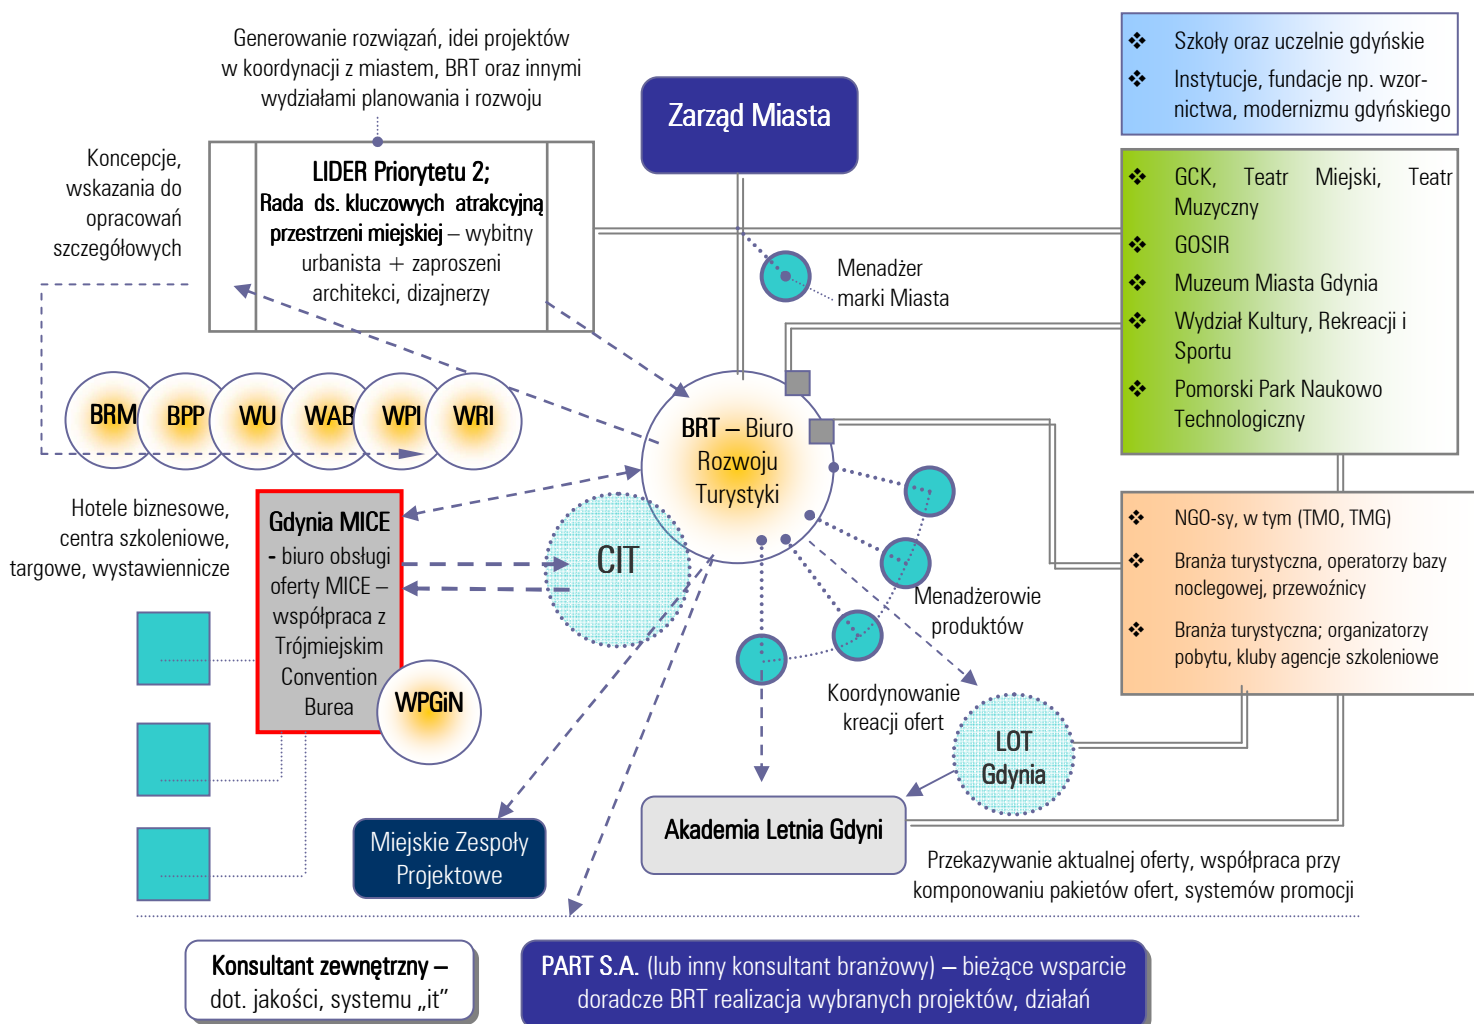 Generowanie rozwiązań, idei projektów
w koordynacji z miastem, BRT oraz innymi
wydziałami planowania i rozwoju
Zarząd Miasta
❖ Szkoły oraz uczelnie gdyńskie
❖ Instytucje, fundacje np. wzor-
nictwa, modernizmu gdyńskiego
Koncepcje,
wskazania do
opracowań
szczegółowych
LIDER Priorytetu 2;
Rada ds. kluczowych atrakcyjną
przestrzeni miejskiej – wybitny
urbanista + zaproszeni
architekci, dizajnerzy
Menadżer
marki Miasta
❖ GCK, Teatr Miejski, Teatr
Muzyczny
❖ GOSIR
❖ Muzeum Miasta Gdynia
❖ Wydział Kultury, Rekreacji i
Sportu
❖ Pomorski Park Naukowo
Technologiczny
BRM
BPP
WU
WAB
WPI
WRI
BRT – Biuro
Rozwoju
Turystyki
Hotele biznesowe,
centra szkoleniowe,
targowe, wystawiennicze
Gdynia MICE
- biuro obsługi
oferty MICE –
współpraca z
Trójmiejskim
Convention
Burea
WPGiN
CIT
Menadżerowie
produktów
Koordynowanie
kreacji ofert
❖ NGO-sy, w tym (TMO, TMG)
❖ Branża turystyczna, operatorzy bazy
noclegowej, przewoźnicy
❖ Branża turystyczna; organizatorzy
pobytu, kluby agencje szkoleniowe
LOT
Gdynia
Miejskie Zespoły
Projektowe
Akademia Letnia Gdyni
Przekazywanie aktualnej oferty, współpraca przy
komponowaniu pakietów ofert, systemów promocji
Konsultant zewnętrzny –
dot. jakości, systemu „it”
PART S.A. (lub inny konsultant branżowy) – bieżące wsparcie
doradcze BRT realizacja wybranych projektów, działań